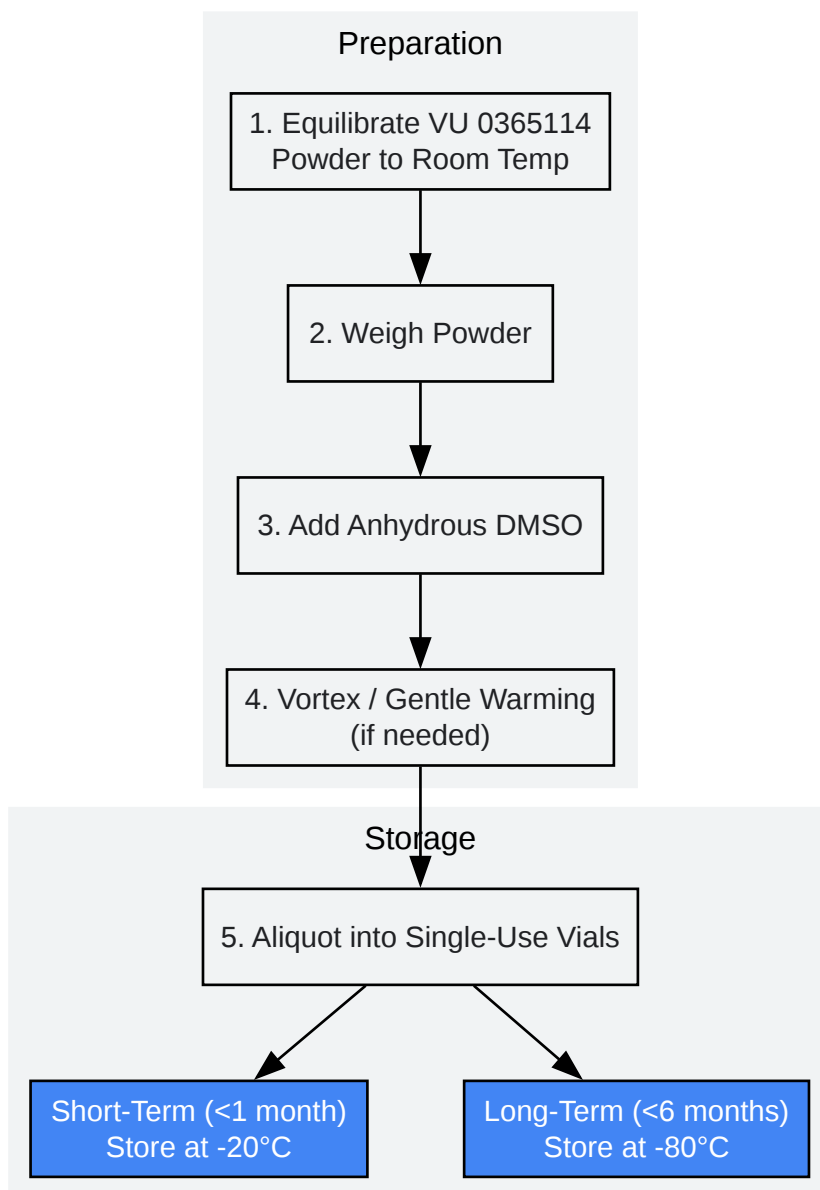 Preparation
1. Equilibrate VU 0365114
Powder to Room Temp
2. Weigh Powder
3. Add Anhydrous DMSO
4. Vortex / Gentle Warming
(if needed)
Storage
5. Aliquot into Single-Use Vials
Short-Term (<1 month)
Store at -20°C
Long-Term (<6 months)
Store at -80°C